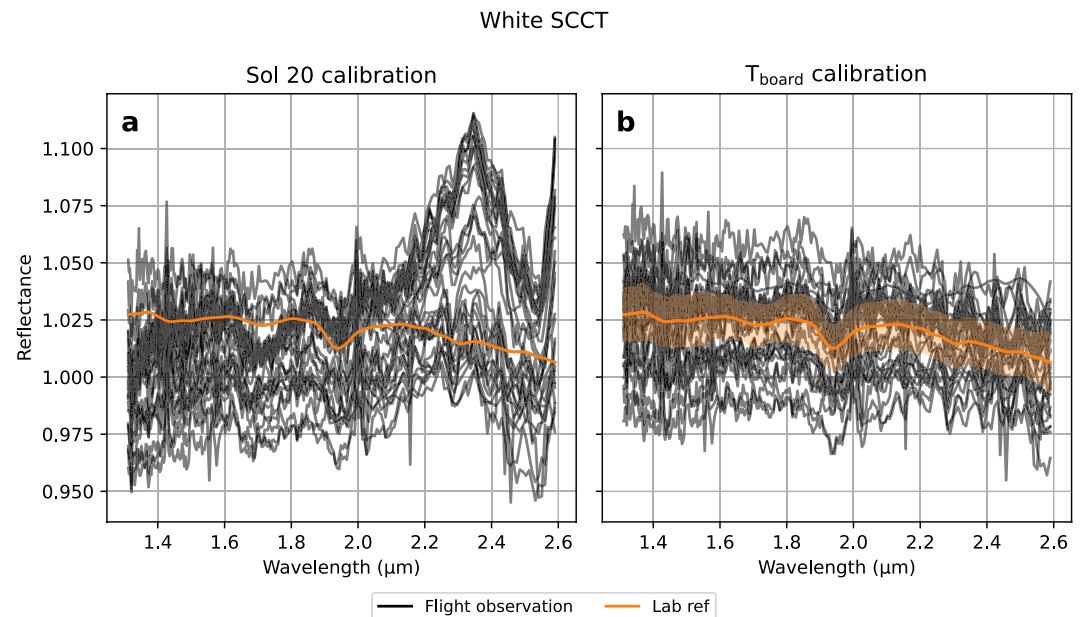 White SCCT
Sol 20 calibration
T_board calibration
a
b
Reflectance
1.100
1.075
1.050
1.025
1.000
0.975
0.950
1.4 1.6 1.8 2.0 2.2 2.4 2.6
1.4 1.6 1.8 2.0 2.2 2.4 2.6
Wavelength (μm)
Wavelength (μm)
Flight observation
Lab ref